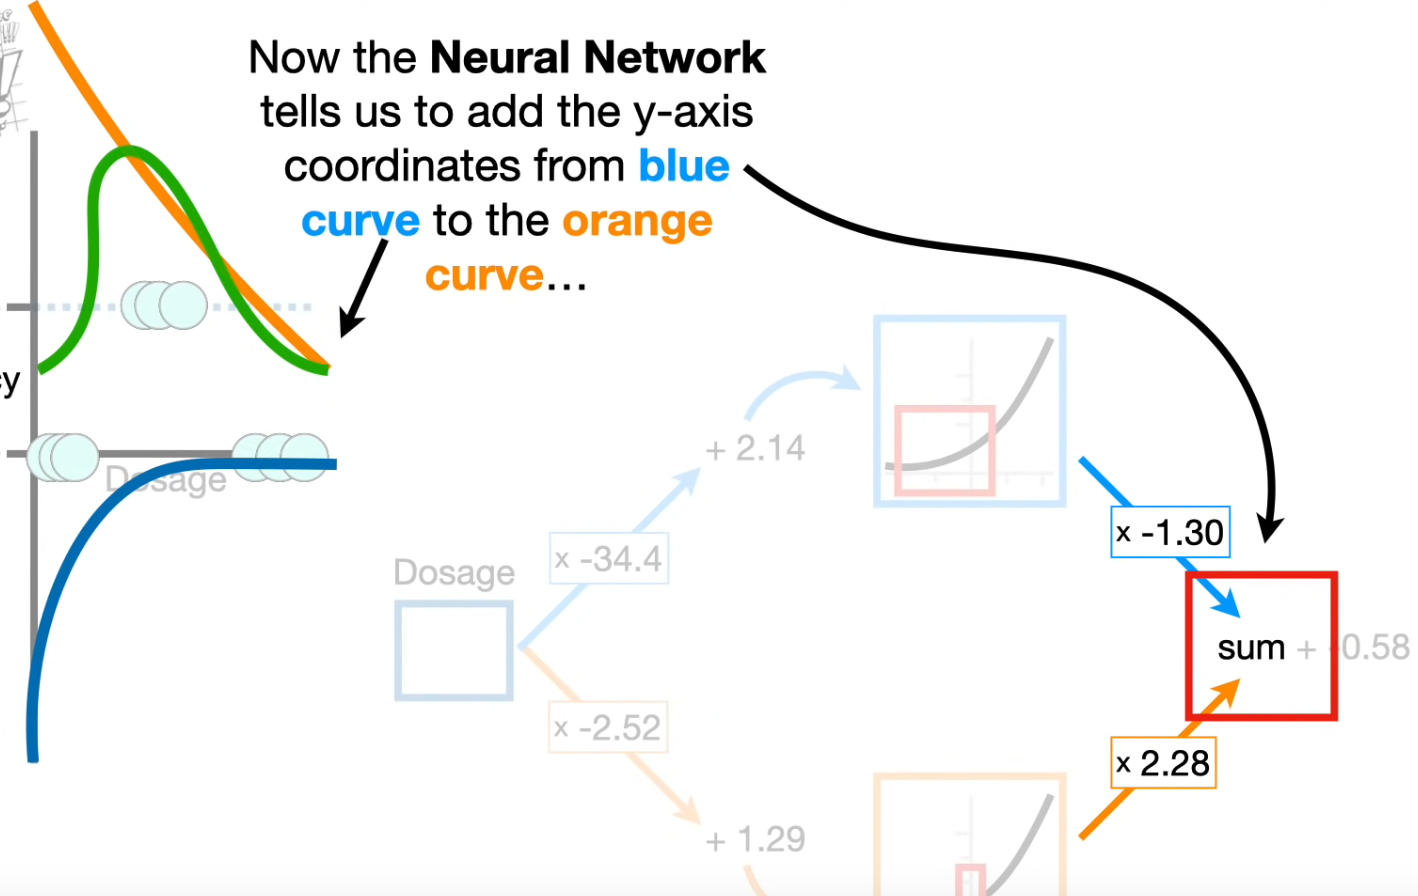 Now the Neural Network
tells us to add the y-axis
coordinates from blue
curve to the orange
curve...
cy
Dosage
+ 2.14
x -34.4
Dosage
x -1.30
sum + -0.58
x -2.52
x 2.28
+ 1.29